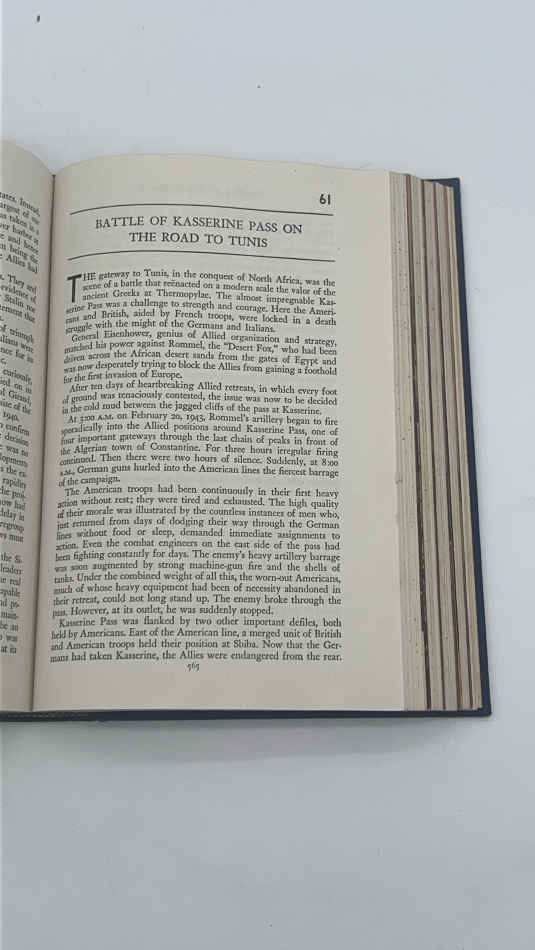 61
BATTLE OF KASSERINE PASS ON
THE ROAD TO TUNIS
THE gateway to Tunis, in the conquest of North Africa, was the
scene of a battle that reënacted on a modern scale the valor of the
ancient Greeks at Thermopylae. The almost impregnable Kas-
serine Pass was a challenge to strength and courage. Here the Ameri-
cans and British, aided by French troops, were locked in a death
struggle with the might of the Germans and Italians.
General Eisenhower, genius of Allied organization and strategy,
matched his power against Rommel, the "Desert Fox," who had been
driven across the African desert sands from the gates of Egypt and
was now desperately trying to block the Allies from gaining a foothold
for the first invasion of Europe.
After ten days of heartbreaking Allied retreats, in which every foot
of ground was tenaciously contested, the issue was now to be decided
in the cold mud between the jagged cliffs of the pass at Kasserine.
At 3:00 A.M. on February 20, 1943, Rommel's artillery began to fire
sporadically into the Allied positions around Kasserine Pass, one of
four important gateways through the last chain of peaks in front of
the Algerian town of Constantine. For three hours irregular firing
continued. Then there were two hours of silence. Suddenly, at 8:00
A.M., German guns hurled into the American lines the fiercest barrage
of the campaign.
The American troops had been continuously in their first heavy
action without rest; they were tired and exhausted. The high quality
of their morale was illustrated by the countless instances of men who,
just returned from days of dodging their way through the German
lines without food or sleep, demanded immediate assignments to
action. Even the combat engineers on the east side of the pass had
been fighting constantly for days. The enemy's heavy artillery barrage
was soon augmented by strong machine-gun fire and the shells of
tanks. Under the combined weight of all this, the worn-out Americans,
much of whose heavy equipment had been of necessity abandoned in
their retreat, could not long stand up. The enemy broke through the
pass. However, at its outlet, he was suddenly stopped.
Kasserine Pass was flanked by two other important defiles, both
held by Americans. East of the American line, a merged unit of British
and American troops held their position at Sbiba. Now that the Ger-
mans had taken Kasserine, the Allies were endangered from the rear.
565